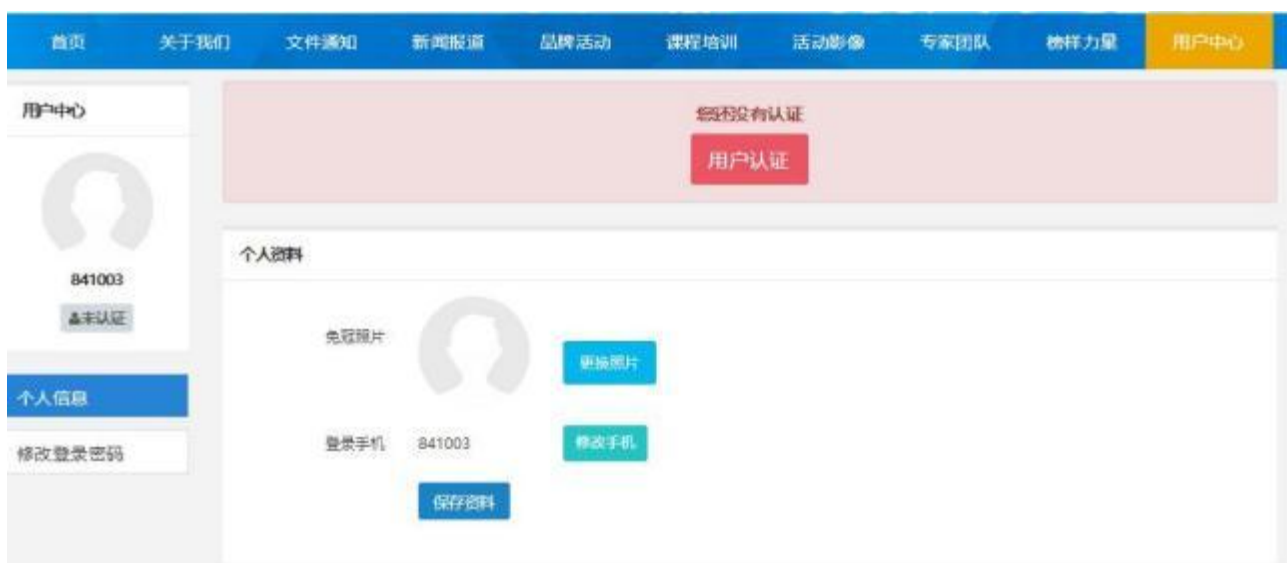 首页 关于我们 文件通知 新闻报道 品牌活动 课程培训 活动影像 专家团队 榜样力量 用户中心
用户中心
841003
未认证
个人信息
修改登录密码
您还没有认证
用户认证
个人资料
免冠照片
更换照片
登录手机 841003 修改手机
保存资料